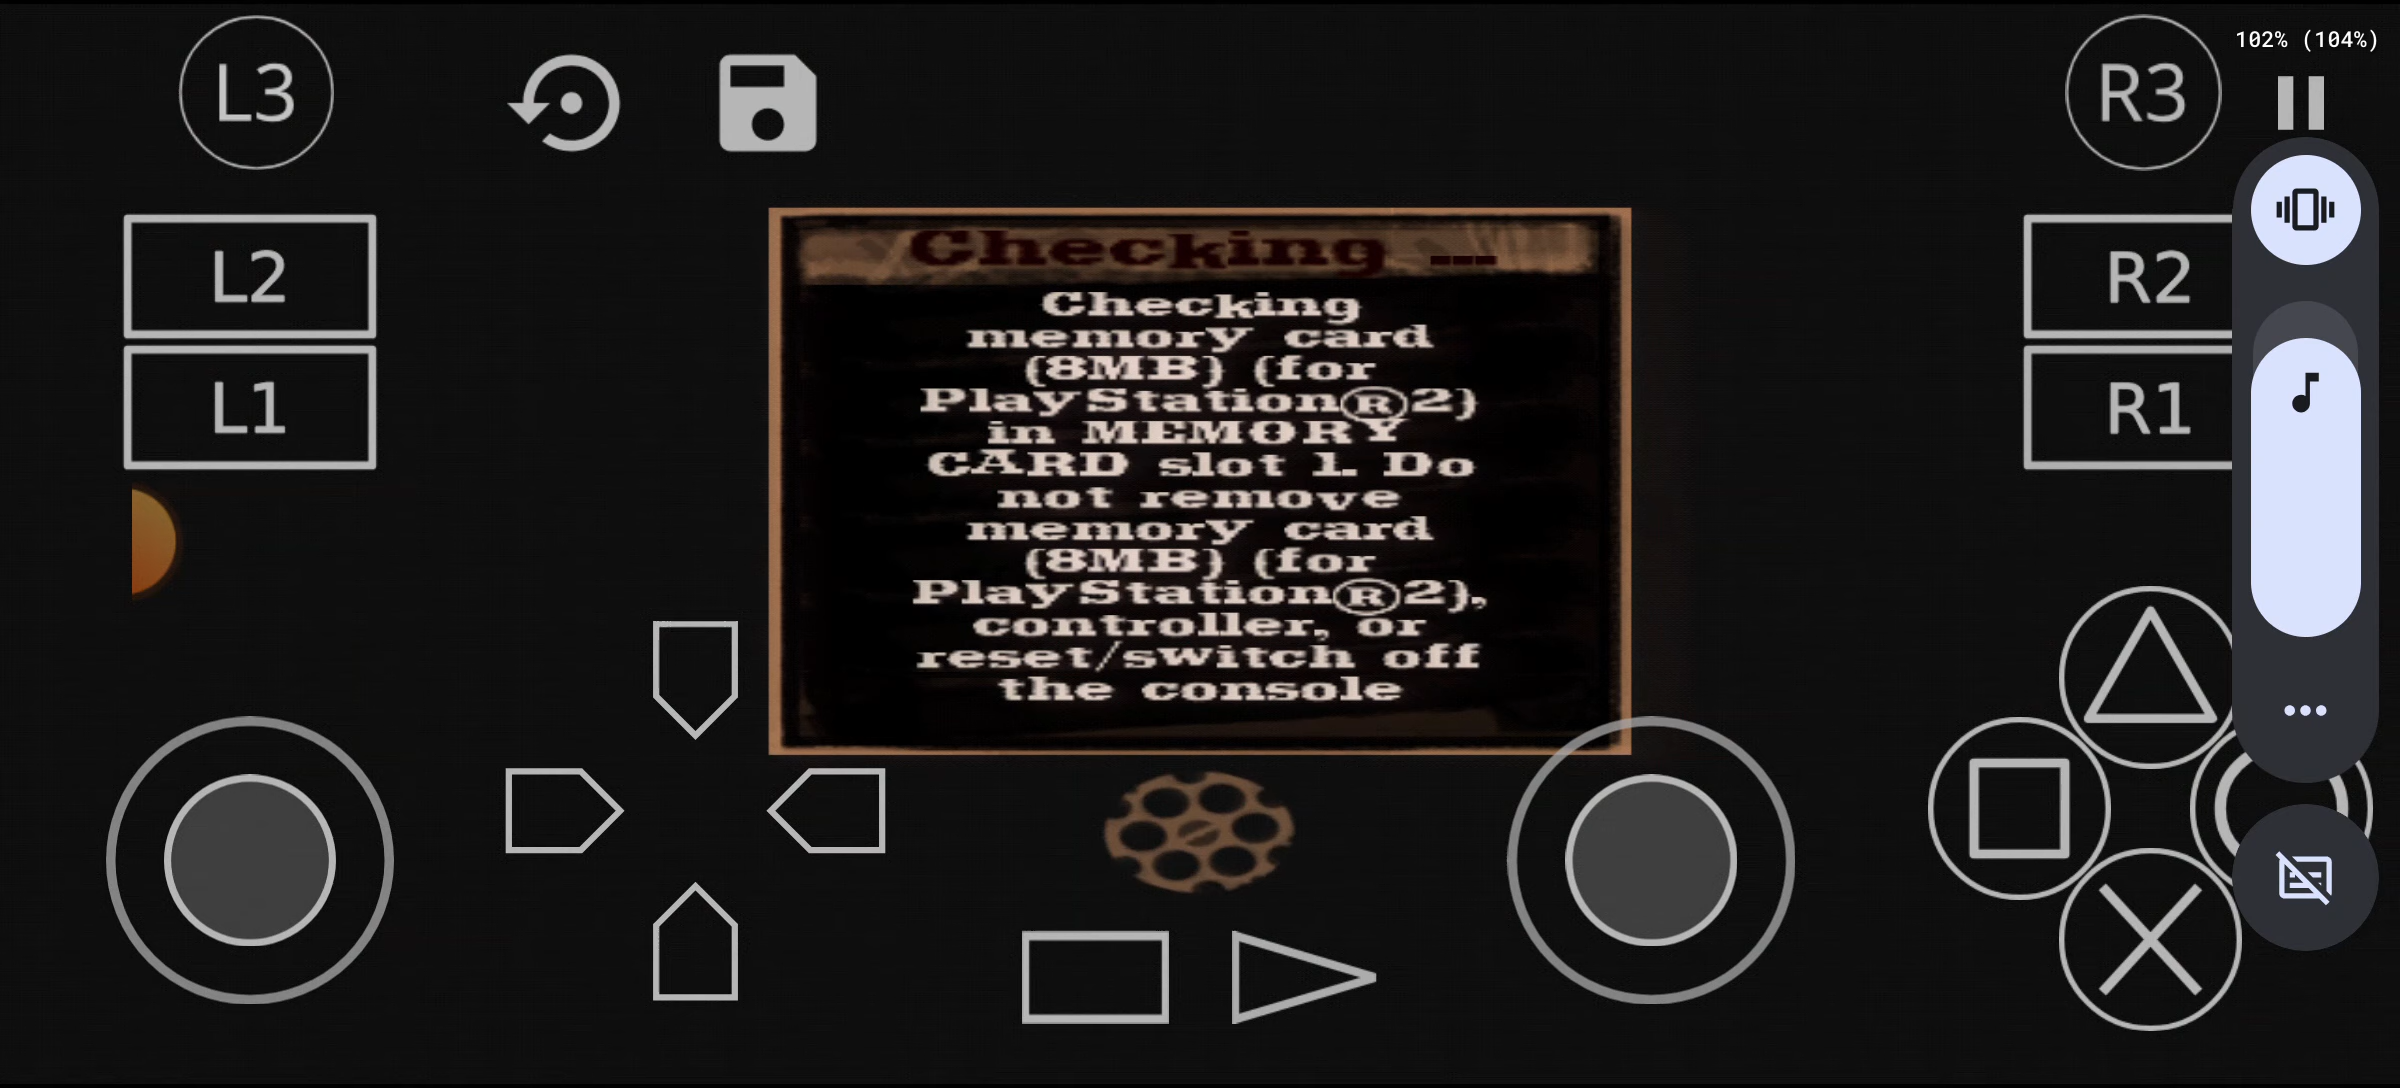 102% (104%)
L3
R3
L2
R2
L1
R1
Checking ...
Checking
memory card
(8MB) (for
PlayStation®2)
in MEMORY
CARD slot 1. Do
not remove
memory card
(8MB) (for
PlayStation®2),
controller, or
reset/switch off
the console